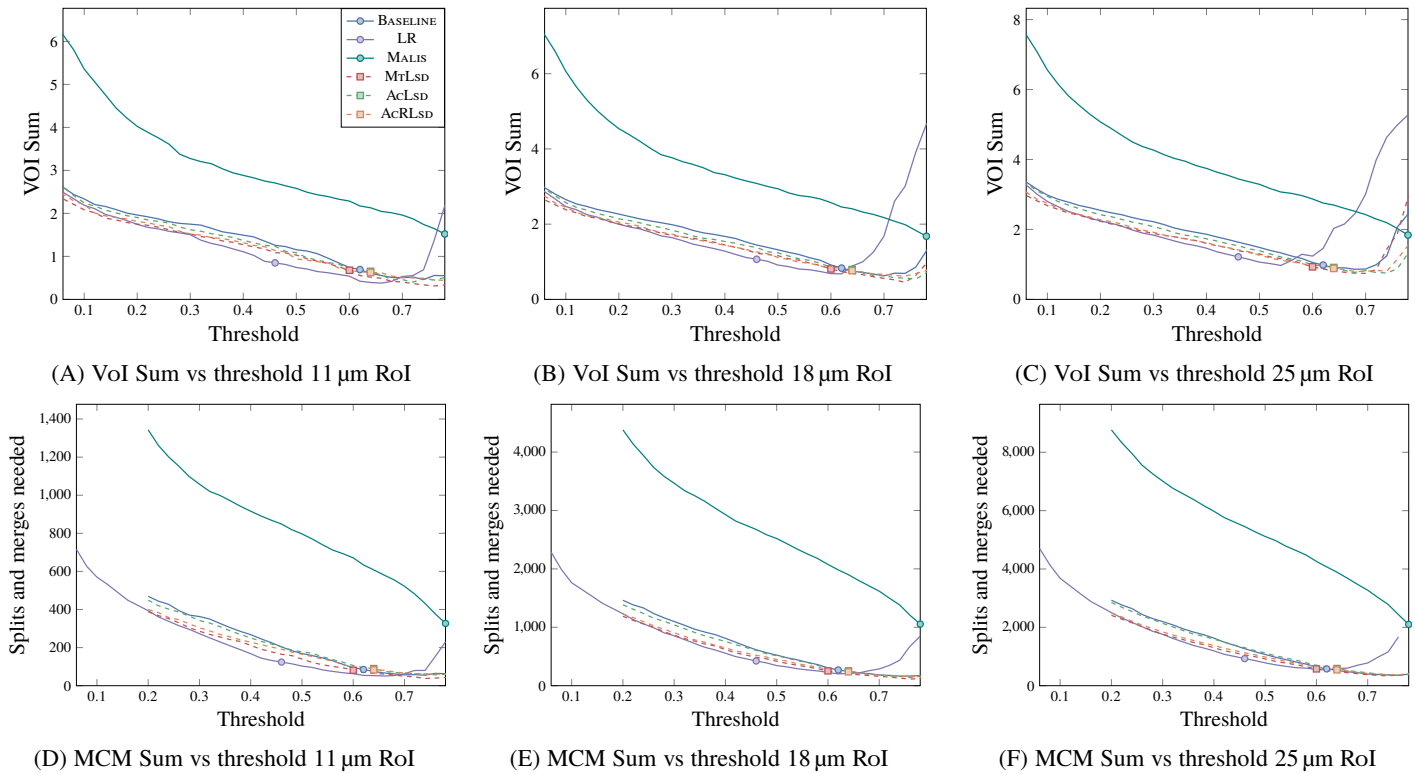 BASELINE
LR
MALIS
MTLSD
ACLSD
ACRLSD
VOI Sum
6
5
4
3
2
1
0
0.1 0.2 0.3 0.4 0.5 0.6 0.7
Threshold
(A) VoI Sum vs threshold 11 µm RoI
VOI Sum
6
4
2
0
0.1 0.2 0.3 0.4 0.5 0.6 0.7
Threshold
(B) VoI Sum vs threshold 18 µm RoI
VOI Sum
8
6
4
2
0
0.1 0.2 0.3 0.4 0.5 0.6 0.7
Threshold
(C) VoI Sum vs threshold 25 µm RoI
Splits and merges needed
1,400
1,200
1,000
800
600
400
200
0
0.1 0.2 0.3 0.4 0.5 0.6 0.7
Threshold
(D) MCM Sum vs threshold 11 µm RoI
Splits and merges needed
4,000
3,000
2,000
1,000
0
0.1 0.2 0.3 0.4 0.5 0.6 0.7
Threshold
(E) MCM Sum vs threshold 18 µm RoI
Splits and merges needed
8,000
6,000
4,000
2,000
0
0.1 0.2 0.3 0.4 0.5 0.6 0.7
Threshold
(F) MCM Sum vs threshold 25 µm RoI